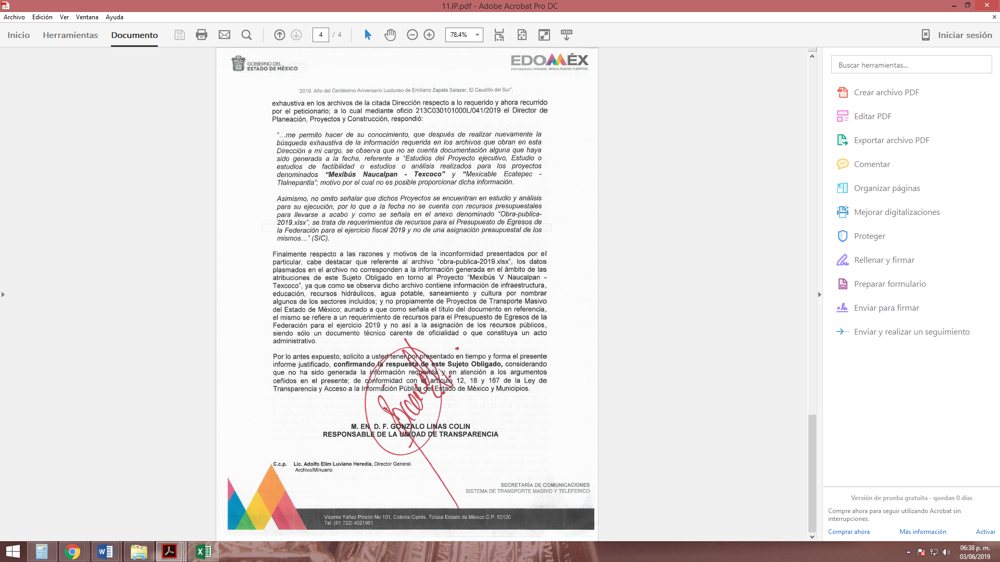 11.IP.pdf - Adobe Acrobat Pro DC
Archivo Edición Ver Ventana Ayuda
Inicio Herramientas Documento
4 / 4
78.4%
Iniciar sesión
GOBIERNO DEL
ESTADO DE MÉXICO
EDOMÉX
DECISIONES FIRMES, RESULTADOS FUERTES.
"2019. Año del Centésimo Aniversario Luctuoso de Emiliano Zapata Salazar, El Caudillo del Sur".
exhaustiva en los archivos de la citada Dirección respecto a lo requerido y ahora recurrido
por el peticionario; a lo cual mediante oficio 213C030101000L/041/2019 el Director de
Planeación, Proyectos y Construcción, respondió:
"…me permito hacer de su conocimiento, que después de realizar nuevamente la
búsqueda exhaustiva de la información requerida en los archivos que obran en esta
Dirección a mi cargo, se observa que no se cuenta documentación alguna que haya
sido generada a la fecha, referente a "Estudios del Proyecto ejecutivo, Estudio o
estudios de factibilidad o estudios o análisis realizados para los proyectos
denominados "Mexibús Naucalpan - Texcoco" y "Mexicable Ecatepec -
Tlalnepantla"; motivo por el cual no es posible proporcionar dicha información.
Asimismo, no omito señalar que dichos Proyectos se encuentran en estudio y análisis
para su ejecución, por lo que a la fecha no se cuenta con recursos presupuestales
para llevarse a acabo y como se señala en el anexo denominado "Obra-publica-
2019.xlsx", se trata de requerimientos de recursos para el Presupuesto de Egresos de
la Federación para el ejercicio fiscal 2019 y no de una asignación presupuestal de los
mismos…" (SIC).
Finalmente respecto a las razones y motivos de la inconformidad presentados por el
particular, cabe destacar que referente al archivo "obra-publica-2019.xlsx", los datos
plasmados en el archivo no corresponden a la información generada en el ámbito de las
atribuciones de este Sujeto Obligado en torno al Proyecto "Mexibús V Naucalpan -
Texcoco", ya que como se observa dicho archivo contiene información de infraestructura,
educación, recursos hidráulicos, agua potable, saneamiento y cultura por nombrar
algunos de los sectores incluidos; y no propiamente de Proyectos de Transporte Masivo
del Estado de México; aunado a que como señala el título del documento en referencia,
el mismo se refiere a un requerimiento de recursos para el Presupuesto de Egresos de la
Federación para el ejercicio 2019 y no así a la asignación de los recursos públicos,
siendo sólo un documento técnico carente de oficialidad o que constituya un acto
administrativo.
Por lo antes expuesto, solicito a usted tener por presentado en tiempo y forma el presente
informe justificado, confirmando la respuesta de este Sujeto Obligado, considerando
que no ha sido generada la información requerida y en atención a los argumentos
ceñidos en el presente; de conformidad con el artículo 12, 18 y 167 de la Ley de
Transparencia y Acceso a la Información Pública del Estado de México y Municipios.
M. EN D. F. GONZALO LINAS COLIN
RESPONSABLE DE LA UNIDAD DE TRANSPARENCIA
C.c.p. Lic. Adolfo Elim Luviano Heredia, Director General.
Archivo/Minuario
SECRETARÍA DE COMUNICACIONES
SISTEMA DE TRANSPORTE MASIVO Y TELEFERICO
Vicente Yáñez Pinzón No 101, Colonia Ciprés. Toluca Estado de México C.P. 50120
Tel. (01 722) 4021961
Buscar herramientas...
Crear archivo PDF
Editar PDF
Exportar archivo PDF
Comentar
Organizar páginas
Mejorar digitalizaciones
Proteger
Rellenar y firmar
Preparar formulario
Enviar para firmar
Enviar y realizar un seguimiento
Versión de prueba gratuita - quedan 0 días
Compre ahora para seguir utilizando Acrobat sin
interrupciones.
Comprar ahora Más información Activar
06:38 p. m.
03/06/2019